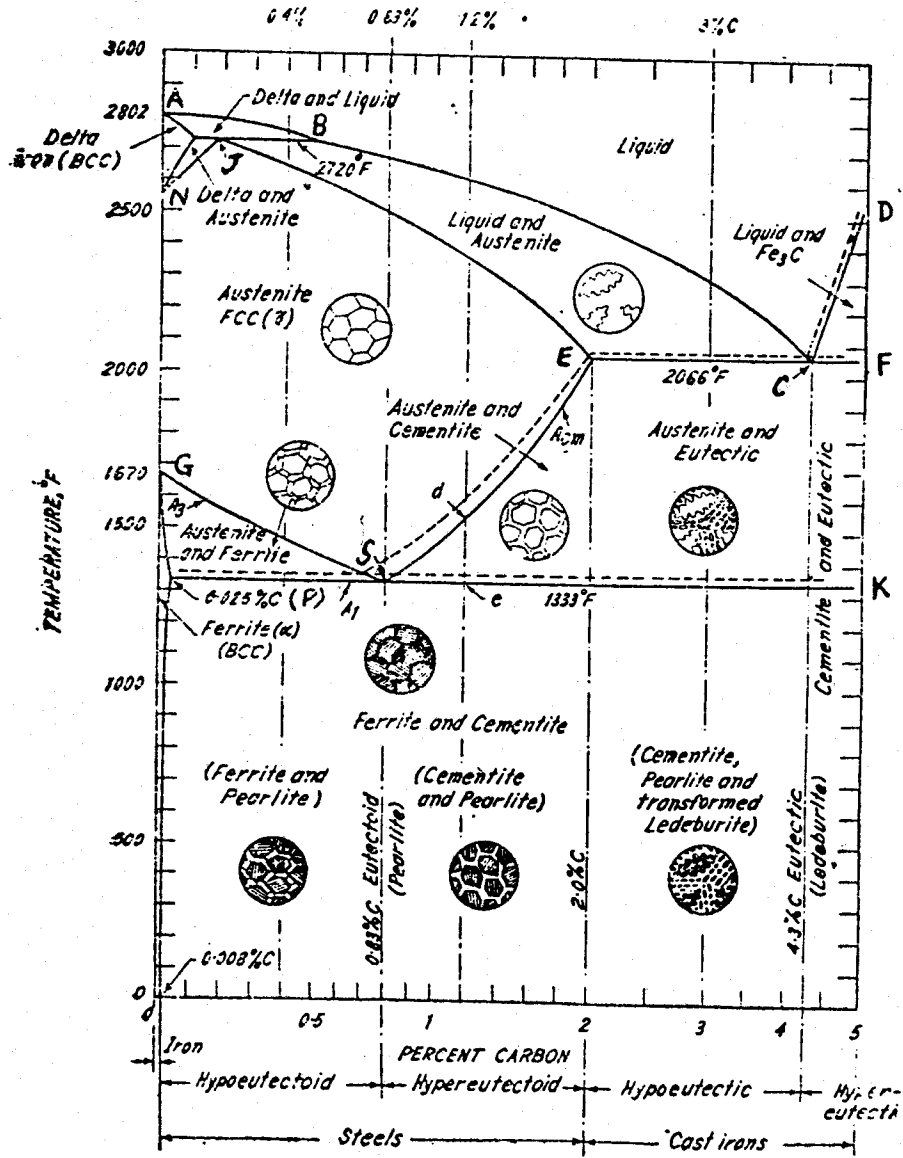 0.4%
0.83%
1.2%
3%C
3000
A
2802
Delta and Liquid
B
Delta
iron (BCC)
J
2720°F
Liquid
N
Delta and
Austenite
2500
D
Liquid and
Austenite
Liquid and
Fe₃C
Austenite
FCC (γ)
E
2000
2066°F
C
F
Austenite and
Cementite
Acm
Austenite and
Eutectic
G
1670
A3
d
1500
Austenite
and Ferrite
S
TEMPERATURE, °F
0.025%C (P)
A1
e
1333°F
K
Ferrite (α)
(BCC)
Cementite and Eutectic
1000
Ferrite and Cementite
(Ferrite and
Pearlite)
(Cementite
and Pearlite)
(Cementite,
Pearlite and
transformed
Ledeburite)
500
0.83%C Eutectoid
(Pearlite)
2.0%C
4.3%C Eutectic
(Ledeburite)
0.008%C
0
0.5
1
2
3
4
5
Iron
PERCENT CARBON
Hypoeutectoid
Hypereutectoid
Hypoeutectic
Hyper-
eutectic
Steels
Cast irons